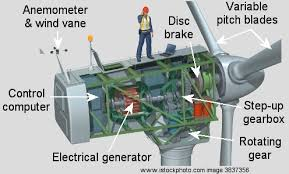 Anemometer
& wind vane
Disc
brake
Variable
pitch blades
Control
computer
Step-up
gearbox
Electrical generator
Rotating
gear
www.istockphoto.com image 3837356